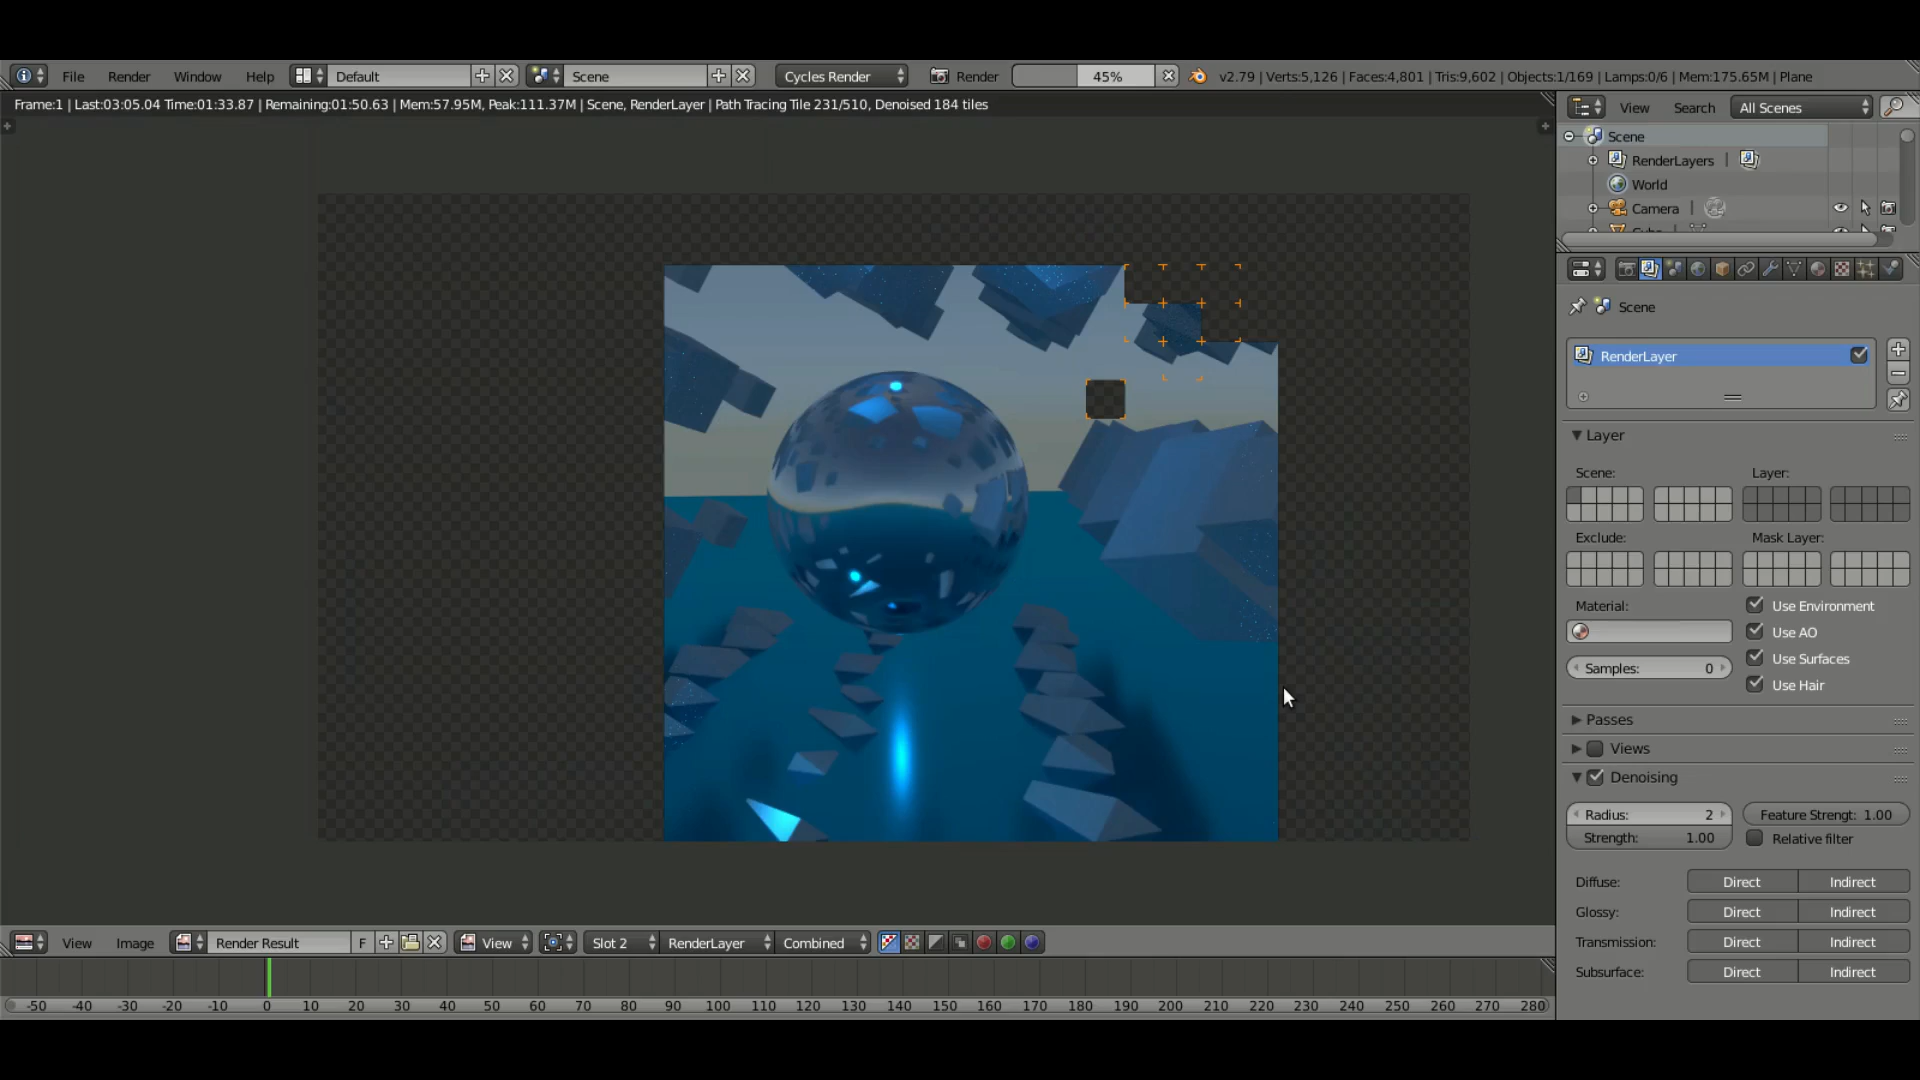 File Render Window Help Default Scene Cycles Render Render 45% v2.79 | Verts:5,126 | Faces:4,801 | Tris:9,602 | Objects:1/169 | Lamps:0/6 | Mem:175.65M | Plane
Frame:1 | Last:03:05.04 Time:01:33.87 | Remaining:01:50.63 | Mem:57.95M, Peak:111.37M | Scene, RenderLayer | Path Tracing Tile 231/510, Denoised 184 tiles
View Search All Scenes
Scene
RenderLayers
World
Camera
Scene
RenderLayer
Layer
Scene: Layer:
Exclude: Mask Layer:
Material: Use Environment
Use AO
Samples: 0 Use Surfaces
Use Hair
Passes
Views
Denoising
Radius: 2 Feature Strengt: 1.00
Strength: 1.00 Relative filter
Diffuse: Direct Indirect
Glossy: Direct Indirect
Transmission: Direct Indirect
Subsurface: Direct Indirect
View Image Render Result F View Slot 2 RenderLayer Combined
-50 -40 -30 -20 -10 0 10 20 30 40 50 60 70 80 90 100 110 120 130 140 150 160 170 180 190 200 210 220 230 240 250 260 270 280